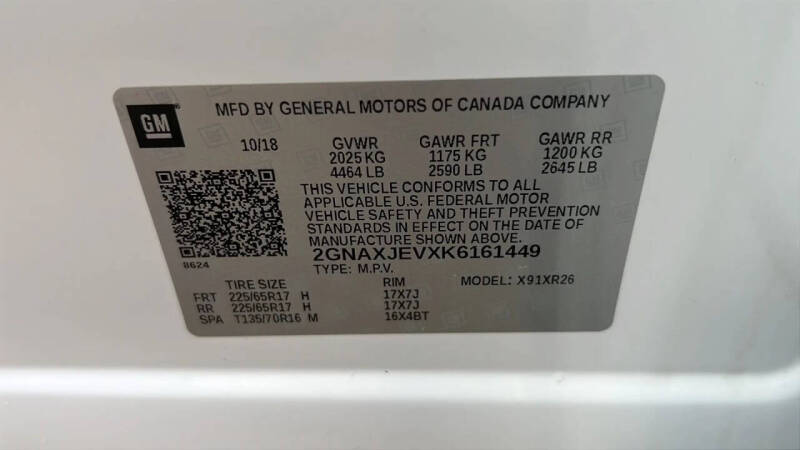 GM
MFD BY GENERAL MOTORS OF CANADA COMPANY
10/18 GVWR GAWR FRT GAWR RR
2025 KG 1175 KG 1200 KG
4464 LB 2590 LB 2645 LB
THIS VEHICLE CONFORMS TO ALL
APPLICABLE U.S. FEDERAL MOTOR
VEHICLE SAFETY AND THEFT PREVENTION
STANDARDS IN EFFECT ON THE DATE OF
MANUFACTURE SHOWN ABOVE.
8624 2GNAXJEVXK6161449
TYPE: M.P.V. MODEL: X91XR26
TIRE SIZE RIM
FRT 225/65R17 H 17X7J
RR 225/65R17 H 17X7J
SPA T135/70R16 M 16X4BT